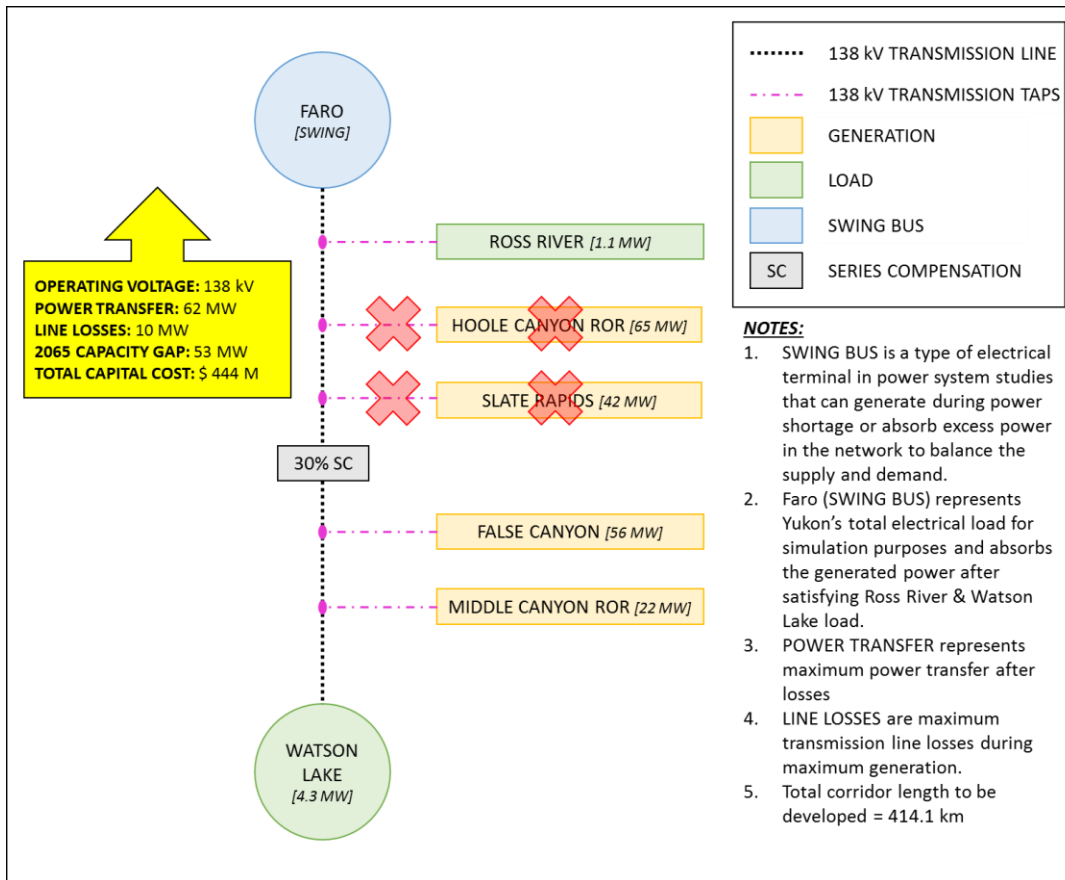 FARO
[SWING]
OPERATING VOLTAGE: 138 kV
POWER TRANSFER: 62 MW
LINE LOSSES: 10 MW
2065 CAPACITY GAP: 53 MW
TOTAL CAPITAL COST: $ 444 M
ROSS RIVER [1.1 MW]
HOOLE CANYON ROR [65 MW]
SLATE RAPIDS [42 MW]
30% SC
FALSE CANYON [56 MW]
MIDDLE CANYON ROR [22 MW]
WATSON
LAKE
[4.3 MW]
138 kV TRANSMISSION LINE
138 kV TRANSMISSION TAPS
GENERATION
LOAD
SWING BUS
SC SERIES COMPENSATION
NOTES:
1. SWING BUS is a type of electrical
terminal in power system studies
that can generate during power
shortage or absorb excess power
in the network to balance the
supply and demand.
2. Faro (SWING BUS) represents
Yukon's total electrical load for
simulation purposes and absorbs
the generated power after
satisfying Ross River & Watson
Lake load.
3. POWER TRANSFER represents
maximum power transfer after
losses
4. LINE LOSSES are maximum
transmission line losses during
maximum generation.
5. Total corridor length to be
developed = 414.1 km